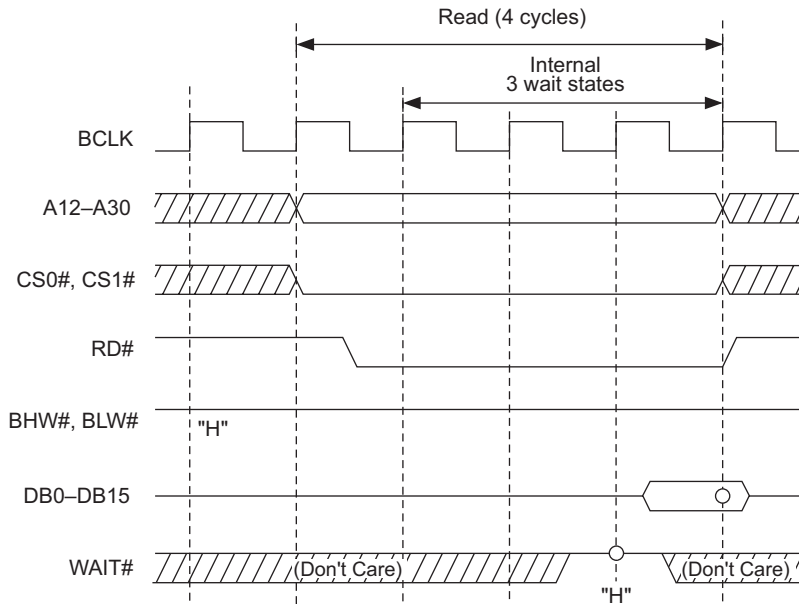 Read (4 cycles)
Internal
3 wait states
BCLK
A12–A30
CS0#, CS1#
RD#
BHW#, BLW#
"H"
DB0–DB15
WAIT#
(Don't Care)
(Don't Care)
"H"